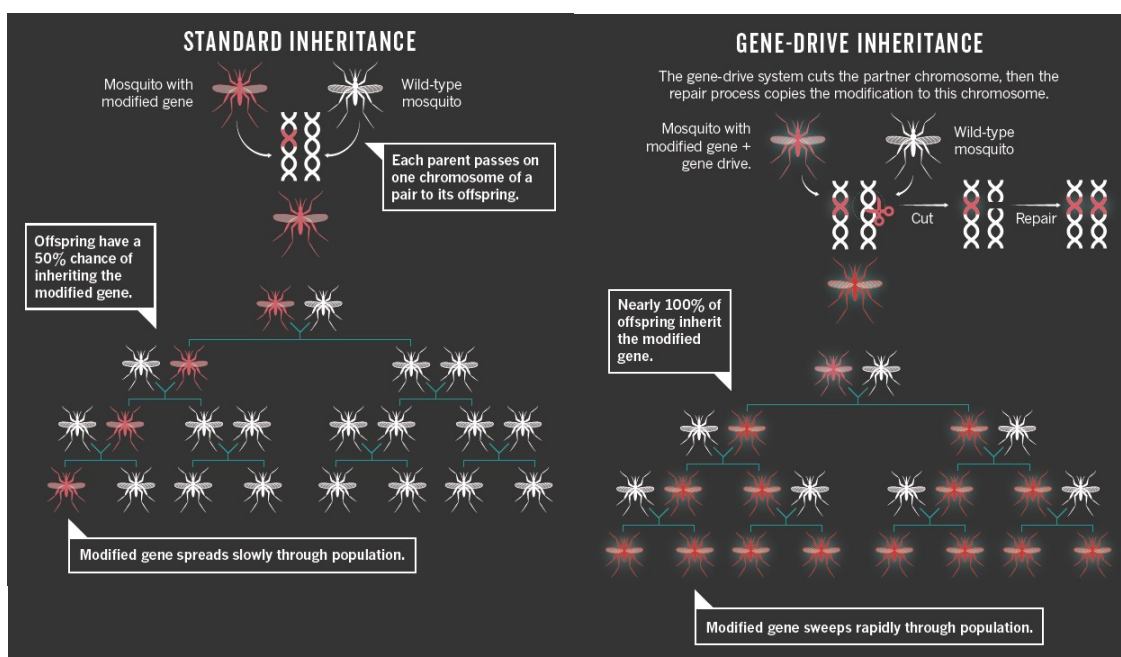 STANDARD INHERITANCE
Mosquito with
modified gene
Wild-type
mosquito
Each parent passes on
one chromosome of a
pair to its offspring.
Offspring have a
50% chance of
inheriting the
modified gene.
Modified gene spreads slowly through population.
GENE-DRIVE INHERITANCE
The gene-drive system cuts the partner chromosome, then the
repair process copies the modification to this chromosome.
Mosquito with
modified gene +
gene drive.
Wild-type
mosquito
Cut
Repair
Nearly 100% of
offspring inherit
the modified
gene.
Modified gene sweeps rapidly through population.